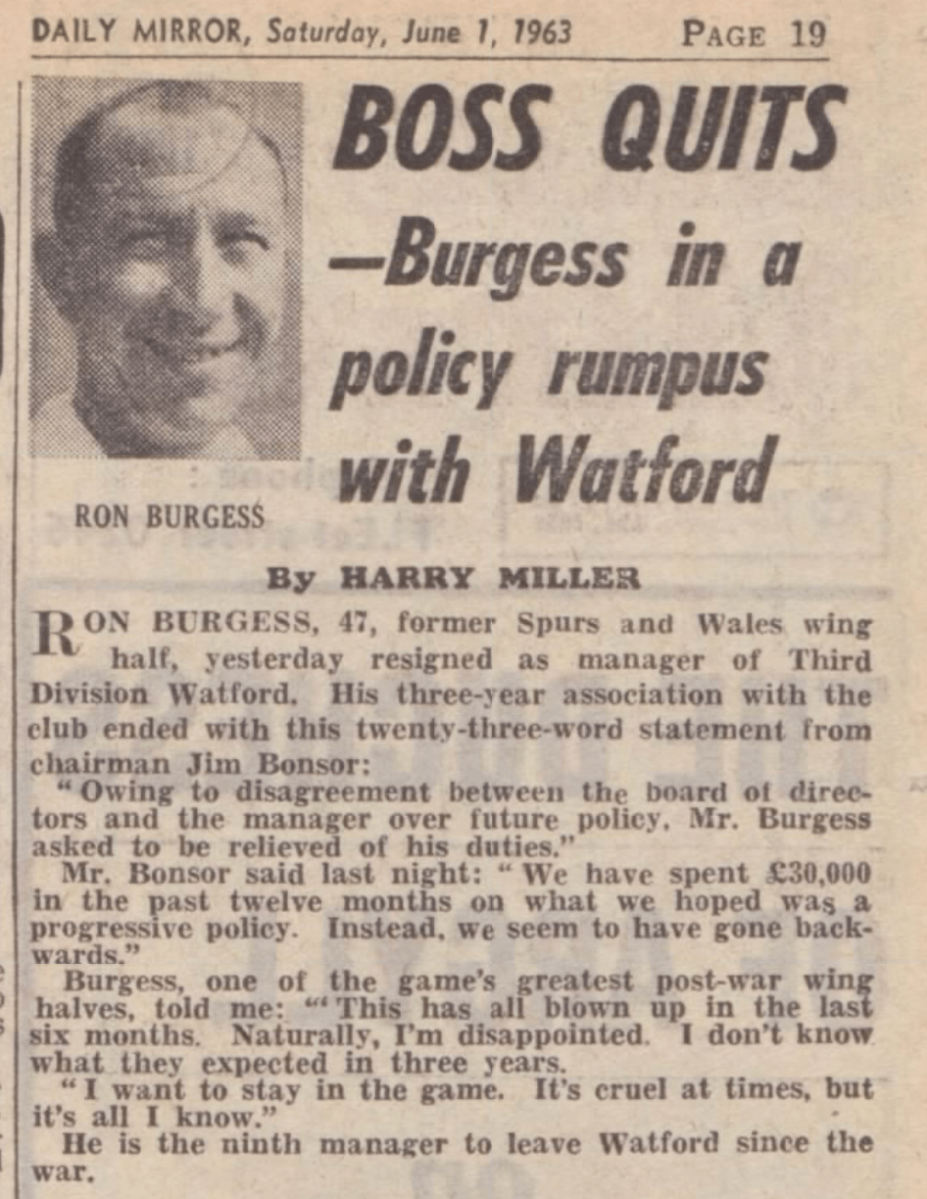 DAILY MIRROR, Saturday, June 1, 1963 PAGE 19
BOSS QUITS
—Burgess in a
policy rumpus
with Watford
RON BURGESS
By HARRY MILLER
RON BURGESS, 47, former Spurs and Wales wing
half, yesterday resigned as manager of Third
Division Watford. His three-year association with the
club ended with this twenty-three-word statement from
chairman Jim Bonsor:
“Owing to disagreement between the board of direc-
tors and the manager over future policy, Mr. Burgess
asked to be relieved of his duties.”
Mr. Bonsor said last night: “We have spent £30,000
in the past twelve months on what we hoped was a
progressive policy. Instead, we seem to have gone back-
wards.”
Burgess, one of the game's greatest post-war wing
halves, told me: “‘This has all blown up in the last
six months. Naturally, I'm disappointed. I don't know
what they expected in three years.
“I want to stay in the game. It's cruel at times, but
it's all I know.”
He is the ninth manager to leave Watford since the
war.